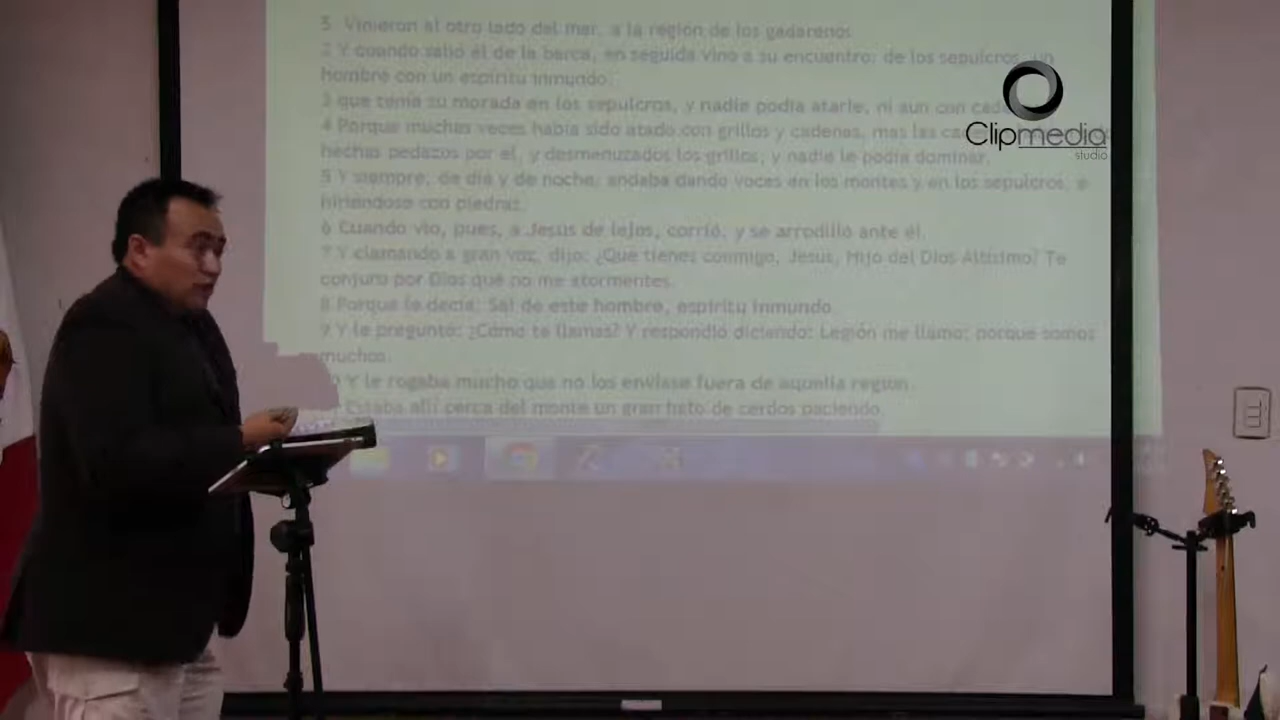 5 Vinieron al otro lado del mar, a la región de los gadarenos.
2 Y cuando salió él de la barca, en seguida vino a su encuentro, de los sepulcros, un
hombre con un espíritu inmundo,
3 que tenía su morada en los sepulcros, y nadie podía atarle, ni aun con
4 Porque muchas veces había sido atado con grillos y cadenas, mas las
hechas pedazos por él, y desmenuzados los grillos; y nadie le podía dominar.
5 Y siempre, de día y de noche, andaba dando voces en los montes y en los sepulcros, e
hiriéndose con piedras.
6 Cuando vio, pues, a Jesús de lejos, corrió, y se arrodilló ante él.
7 Y clamando a gran voz, dijo: ¿Qué tienes conmigo, Jesús, Hijo del Dios Altísimo? Te
conjuro por Dios que no me atormentes.
8 Porque le decía: Sal de este hombre, espíritu inmundo.
9 Y le preguntó: ¿Cómo te llamas? Y respondió diciendo: Legión me llamo; porque somos
muchos.
Y le rogaba mucho que no los enviase fuera de aquella región.
Estaba allí cerca del monte un gran hato de cerdos paciendo.
Clipmedia
studio